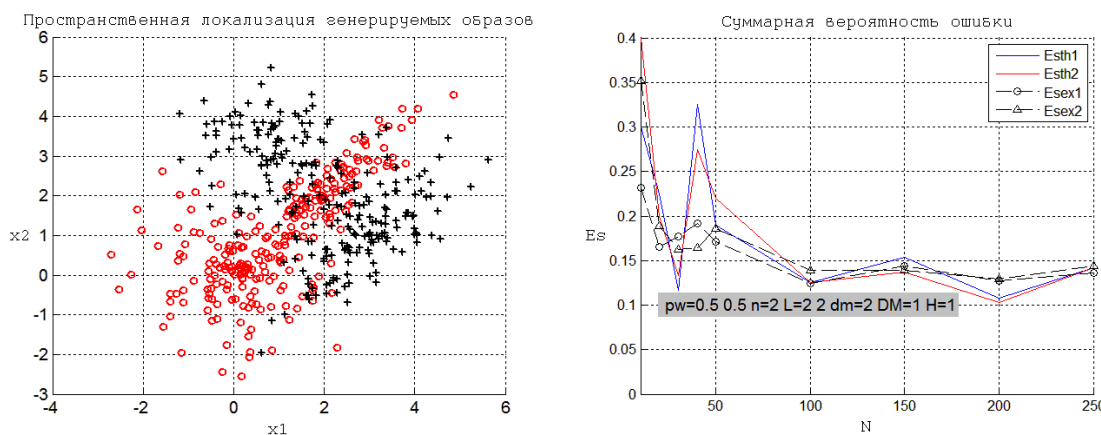 Пространственная локализация генерируемых образов
6
5
4
3
2
1
0
-1
-2
-3
x2
-4
-2
0
2
4
6
x1
Суммарная вероятность ошибки
0.4
0.35
0.3
0.25
0.2
0.15
0.1
0.05
0
Es
Esth1
Esth2
Esex1
Esex2
pw=0.5 0.5 n=2 L=2 2 dm=2 DM=1 H=1
50
100
150
200
250
N